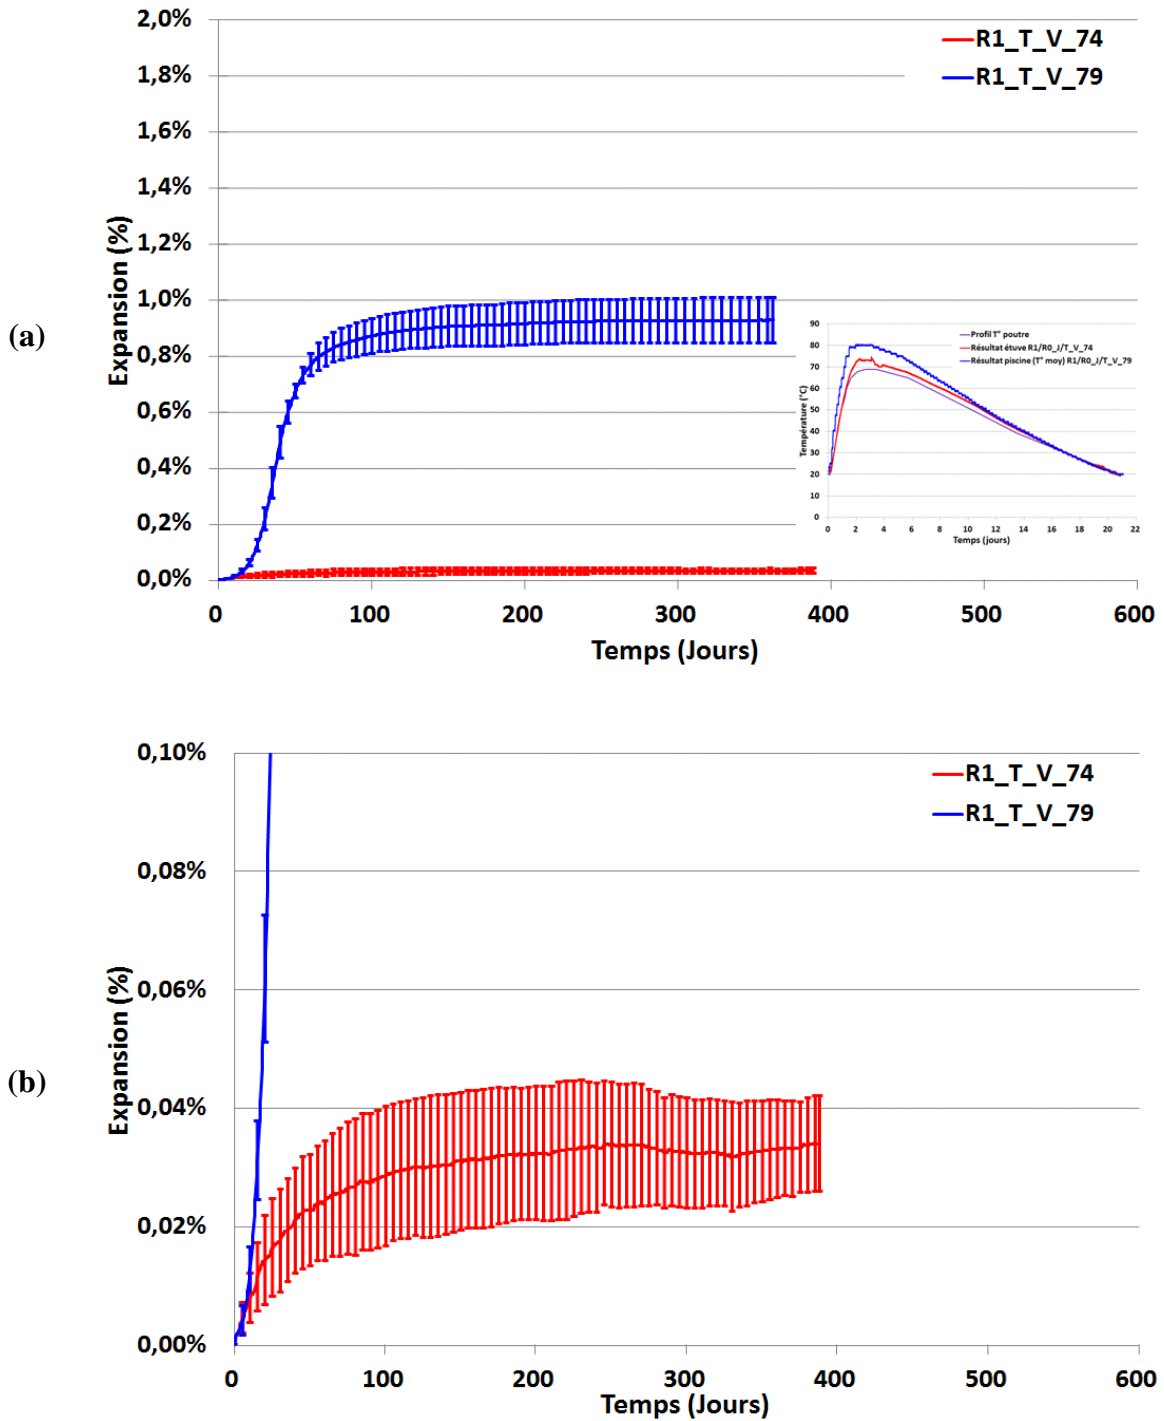 (a)
Expansion (%)
2,0%
1,8%
1,6%
1,4%
1,2%
1,0%
0,8%
0,6%
0,4%
0,2%
0,0%
R1_T_V_74
R1_T_V_79
Température (°C)
90
80
70
60
50
40
30
20
10
0
Profil T° poutre
Résultat étuve R1/R0_J/T_V_74
Résultat piscine (T° moy) R1/R0_J/T_V_79
0 2 4 6 8 10 12 14 16 18 20 22
Temps (jours)
0 100 200 300 400 500 600
Temps (Jours)
(b)
Expansion (%)
0,10%
0,08%
0,06%
0,04%
0,02%
0,00%
R1_T_V_74
R1_T_V_79
0 100 200 300 400 500 600
Temps (Jours)